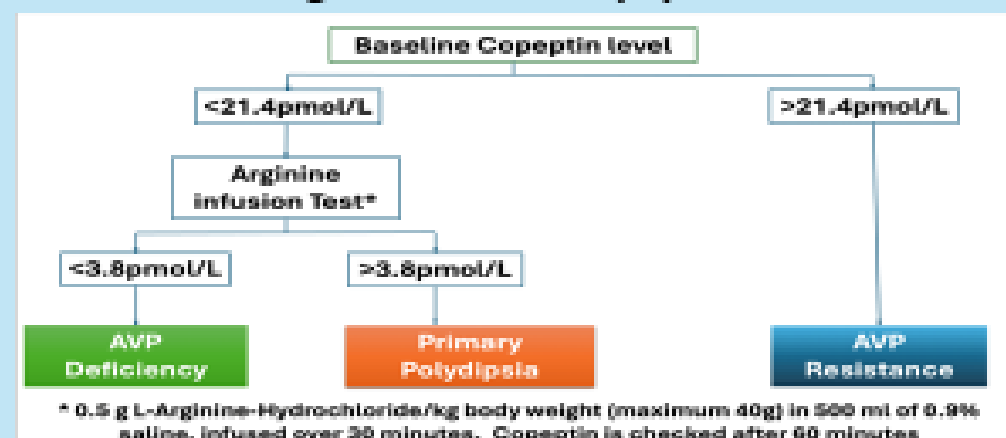 Baseline Copeptin level
<21.4pmol/L
>21.4pmol/L
Arginine
infusion Test*
<3.8pmol/L
>3.8pmol/L
AVP
Deficiency
Primary
Polydipsia
AVP
Resistance
* 0.5 g L-Arginine-Hydrochloride/kg body weight (maximum 40g) in 500 ml of 0.9%
saline, infused over 30 minutes. Copeptin is checked after 60 minutes